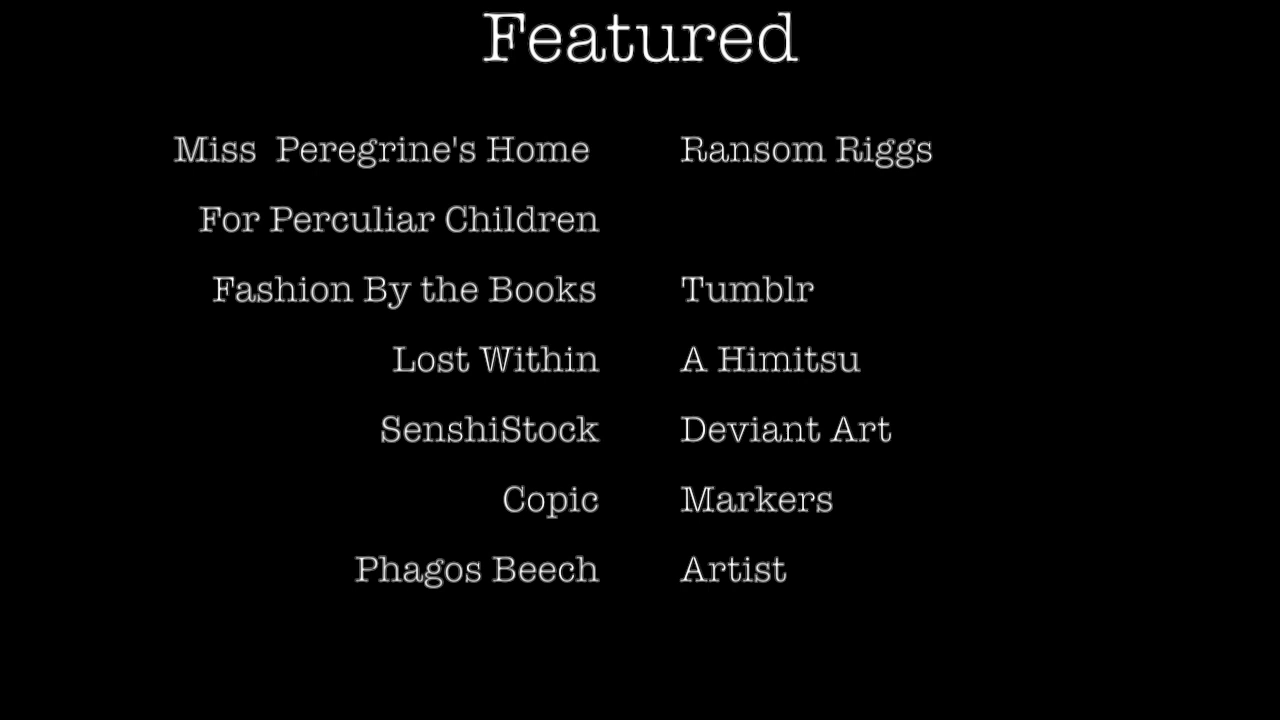 Featured
Miss  Peregrine's Home Ransom Riggs
For Perculiar Children
Fashion By the Books Tumblr
Lost Within A Himitsu
SenshiStock Deviant Art
Copic Markers
Phagos Beech Artist